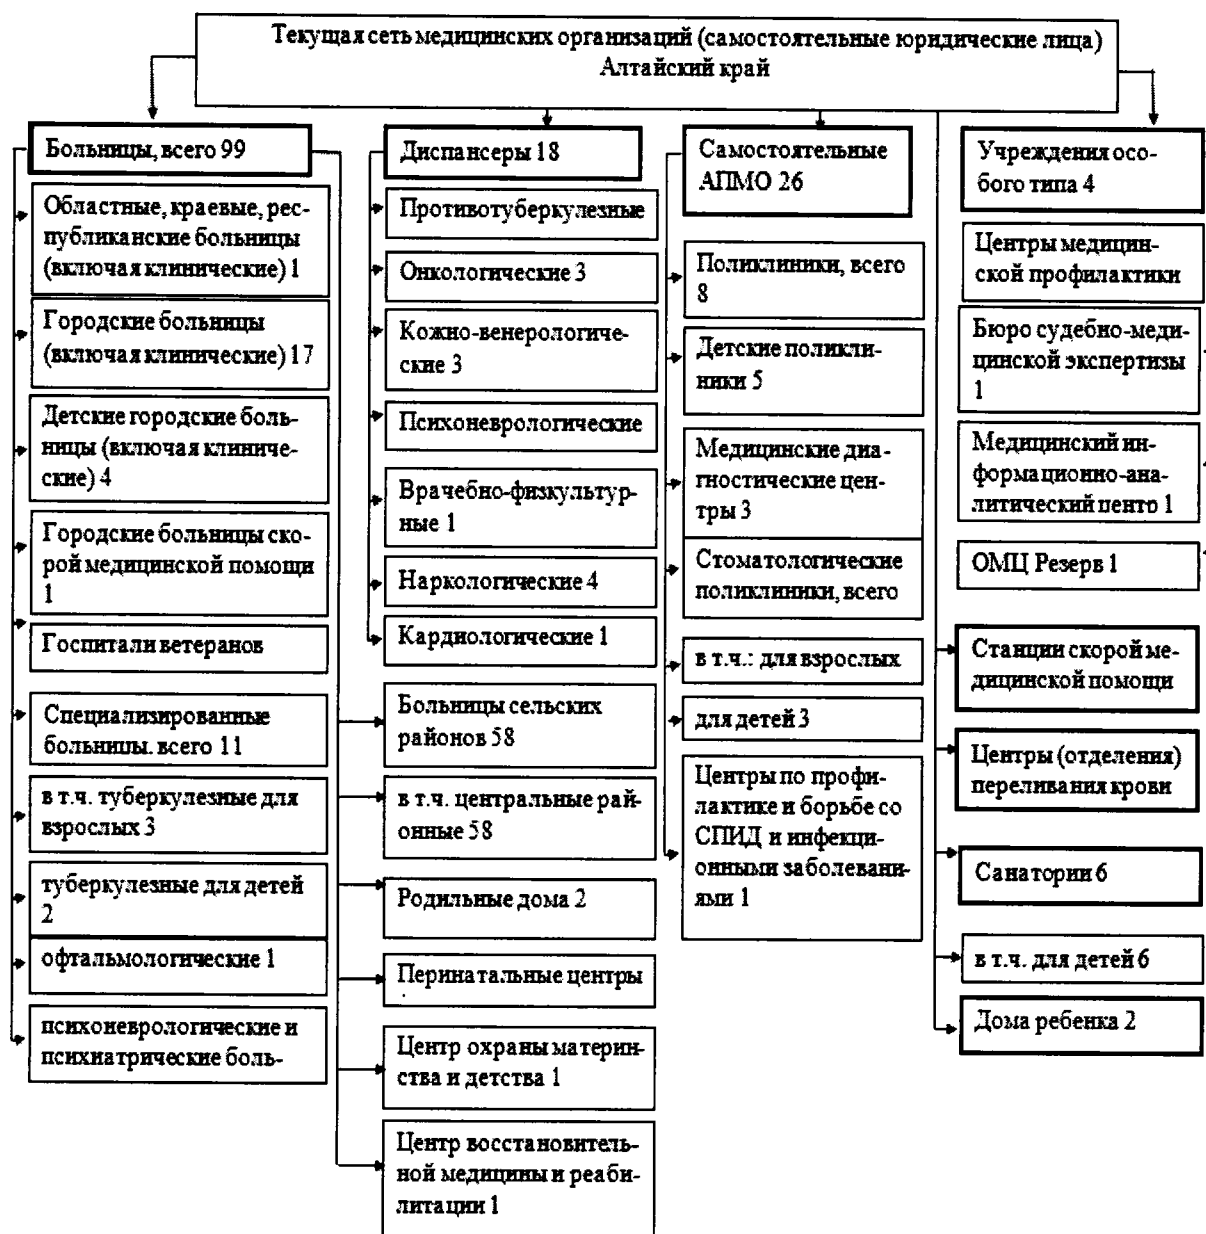 Текущая сеть медицинских организаций (самостоятельные юридические лица)
Алтайский край
Больницы, всего 99
Областные, краевые, рес-
публиканские больницы
(включая клинические) 1
Городские больницы
(включая клинические) 17
Детские городские боль-
ницы (включая клиниче-
ские) 4
Городские больницы ско-
рой медицинской помощи
1
Госпитали ветеранов
Специализированные
больницы. всего 11
в т.ч. туберкулезные для
взрослых 3
туберкулезные для детей
2
офтальмологические 1
психоневрологические и
психиатрические боль-
Диспансеры 18
Противотуберкулезные
Онкологические 3
Кожно-венерологиче-
ские 3
Психоневрологические
Врачебно-физкультур-
ные 1
Наркологические 4
Кардиологические 1
Больницы сельских
районов 58
в т.ч. центральные рай-
онные 58
Родильные дома 2
Перинатальные центры
Центр охраны материн-
ства и детства 1
Центр восстановитель-
ной медицины и реаби-
литации 1
Самостоятельные
АПМО 26
Поликлиники, всего
8
Детские поликли-
ники 5
Медицинские диа-
гностические цен-
тры 3
Стоматологические
поликлиники, всего
в т.ч.: для взрослых
для детей 3
Центры по профи-
лактике и борьбе со
СПИД и инфекци-
онными заболевани-
ями 1
Учреждения осо-
бого типа 4
Центры медицин-
ской профилактики
Бюро судебно-меди-
цинской экспертизы
1
Медицинский ин-
формационно-ана-
литический центр 1
ОМЦ Резерв 1
Станции скорой ме-
дицинской помощи
Центры (отделения)
переливания крови
Санатории 6
в т.ч. для детей 6
Дома ребенка 2